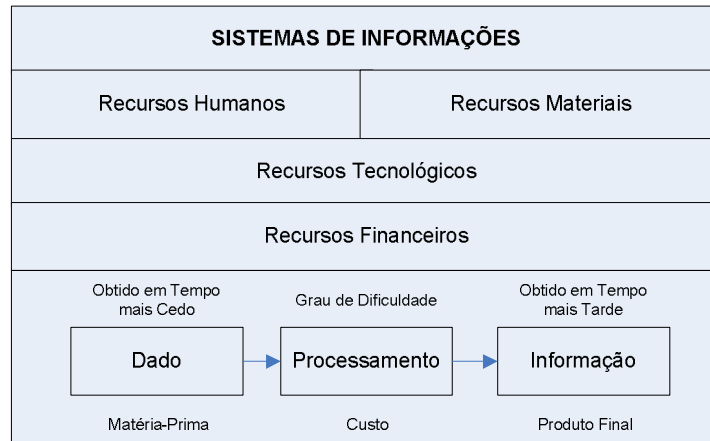 SISTEMAS DE INFORMAÇÕES
Recursos Humanos
Recursos Materiais
Recursos Tecnológicos
Recursos Financeiros
Obtido em Tempo
mais Cedo
Grau de Dificuldade
Obtido em Tempo
mais Tarde
Dado
Processamento
Informação
Matéria-Prima
Custo
Produto Final